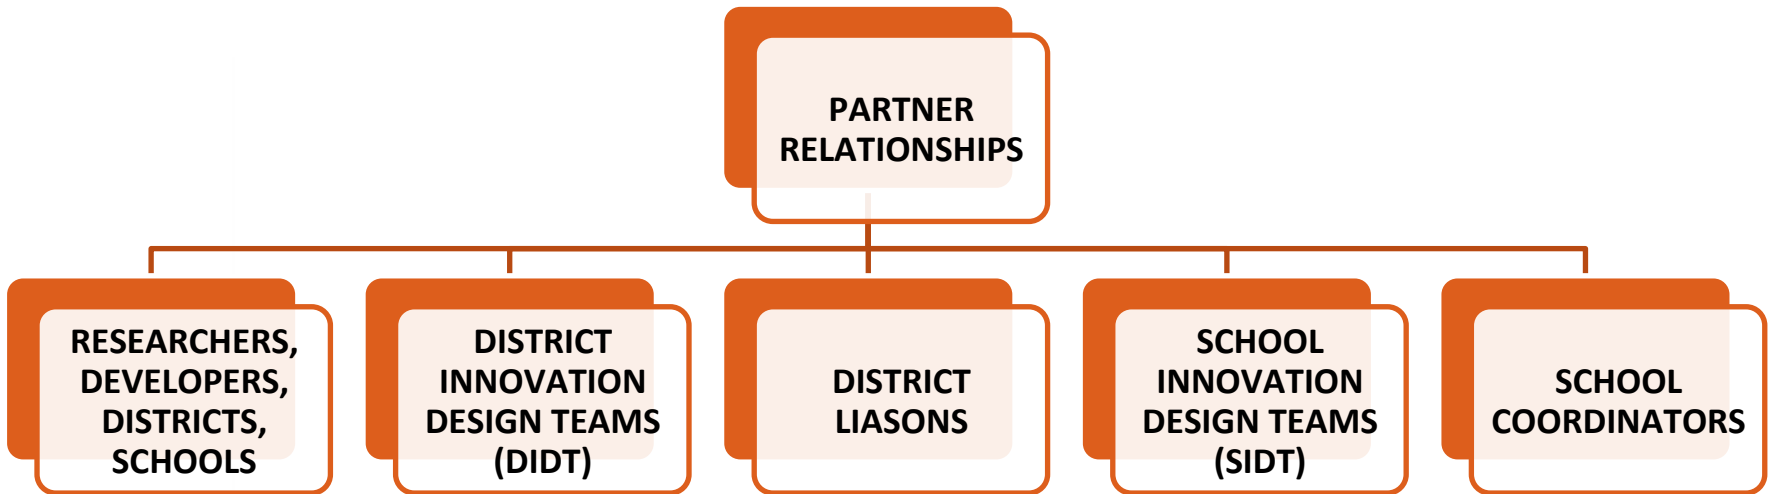 PARTNER
RELATIONSHIPS
RESEARCHERS,
DEVELOPERS,
DISTRICTS,
SCHOOLS
DISTRICT
INNOVATION
DESIGN TEAMS
(DIDT)
DISTRICT
LIASONS
SCHOOL
INNOVATION
DESIGN TEAMS
(SIDT)
SCHOOL
COORDINATORS